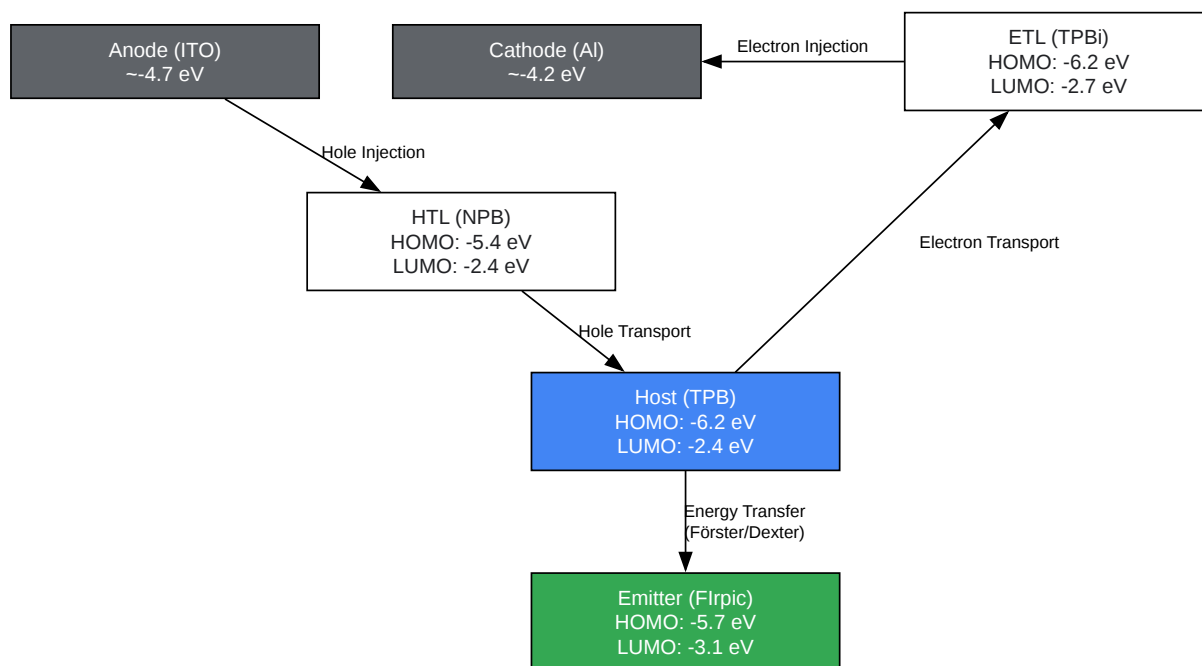 Anode (ITO)
~-4.7 eV
Cathode (Al)
~-4.2 eV
Electron Injection
ETL (TPBi)
HOMO: -6.2 eV
LUMO: -2.7 eV
Hole Injection
HTL (NPB)
HOMO: -5.4 eV
LUMO: -2.4 eV
Electron Transport
Hole Transport
Host (TPB)
HOMO: -6.2 eV
LUMO: -2.4 eV
Energy Transfer
(Förster/Dexter)
Emitter (FIrpic)
HOMO: -5.7 eV
LUMO: -3.1 eV